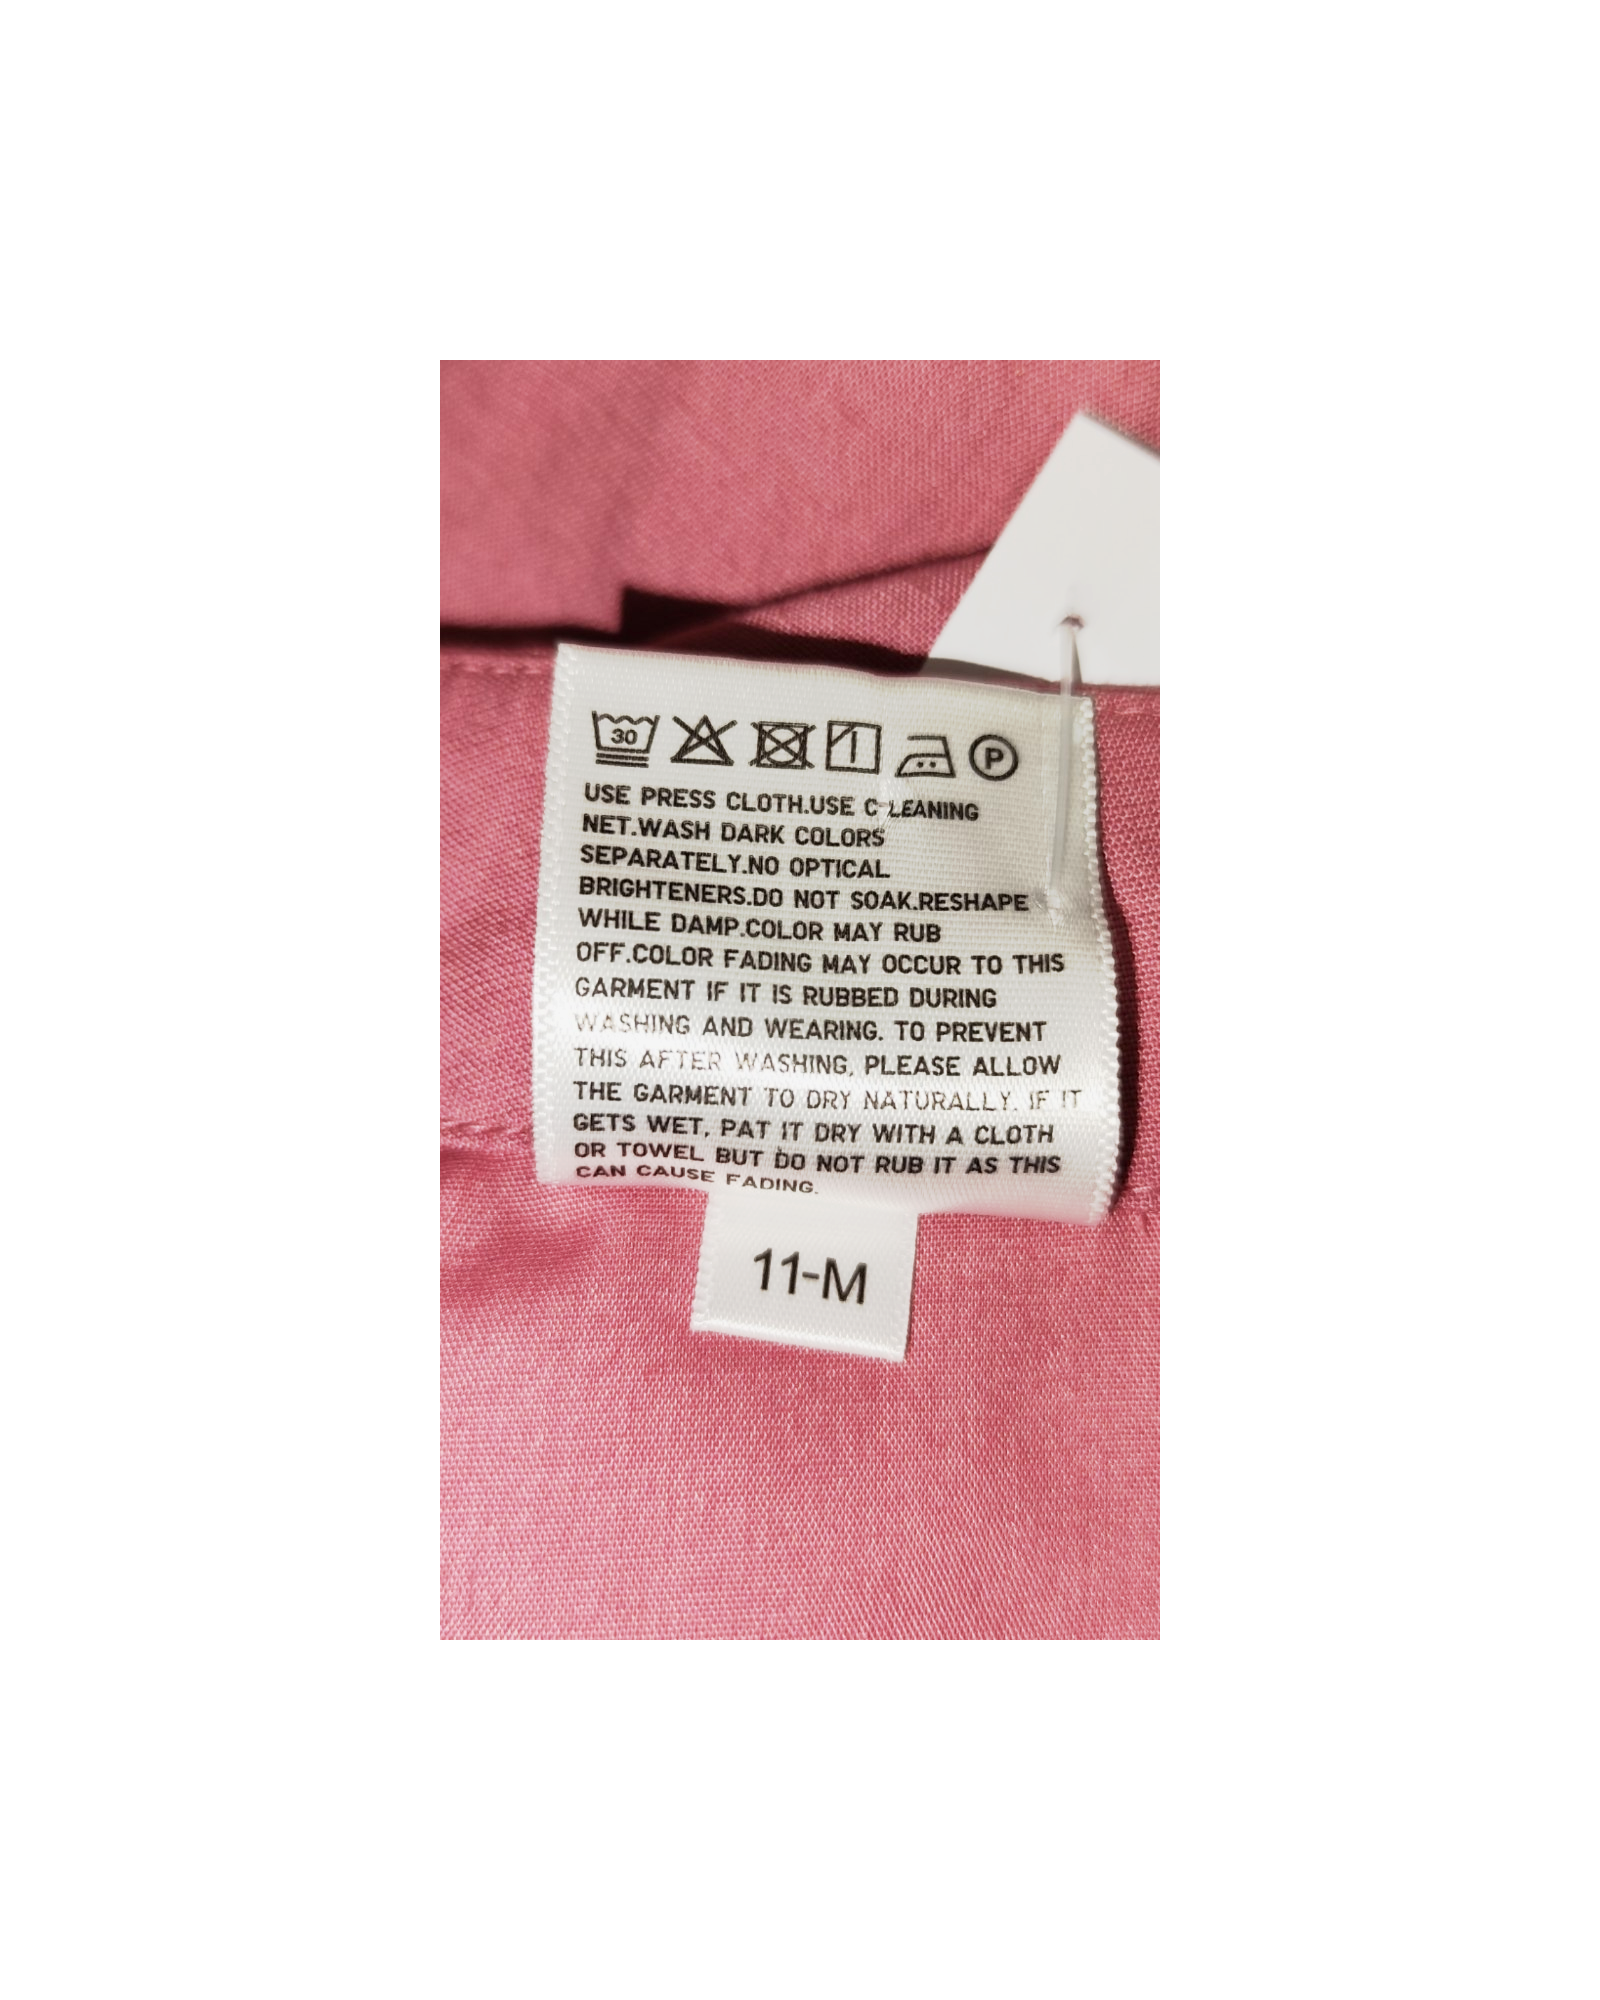 30
P
USE PRESS CLOTH.USE C LEANING
NET.WASH DARK COLORS
SEPARATELY.NO OPTICAL
BRIGHTENERS.DO NOT SOAK.RESHAPE
WHILE DAMP.COLOR MAY RUB
OFF.COLOR FADING MAY OCCUR TO THIS
GARMENT IF IT IS RUBBED DURING
WASHING AND WEARING. TO PREVENT
THIS AFTER WASHING, PLEASE ALLOW
THE GARMENT TO DRY NATURALLY. IF IT
GETS WET, PAT IT DRY WITH A CLOTH
OR TOWEL BUT DO NOT RUB IT AS THIS
CAN CAUSE FADING.
11-M